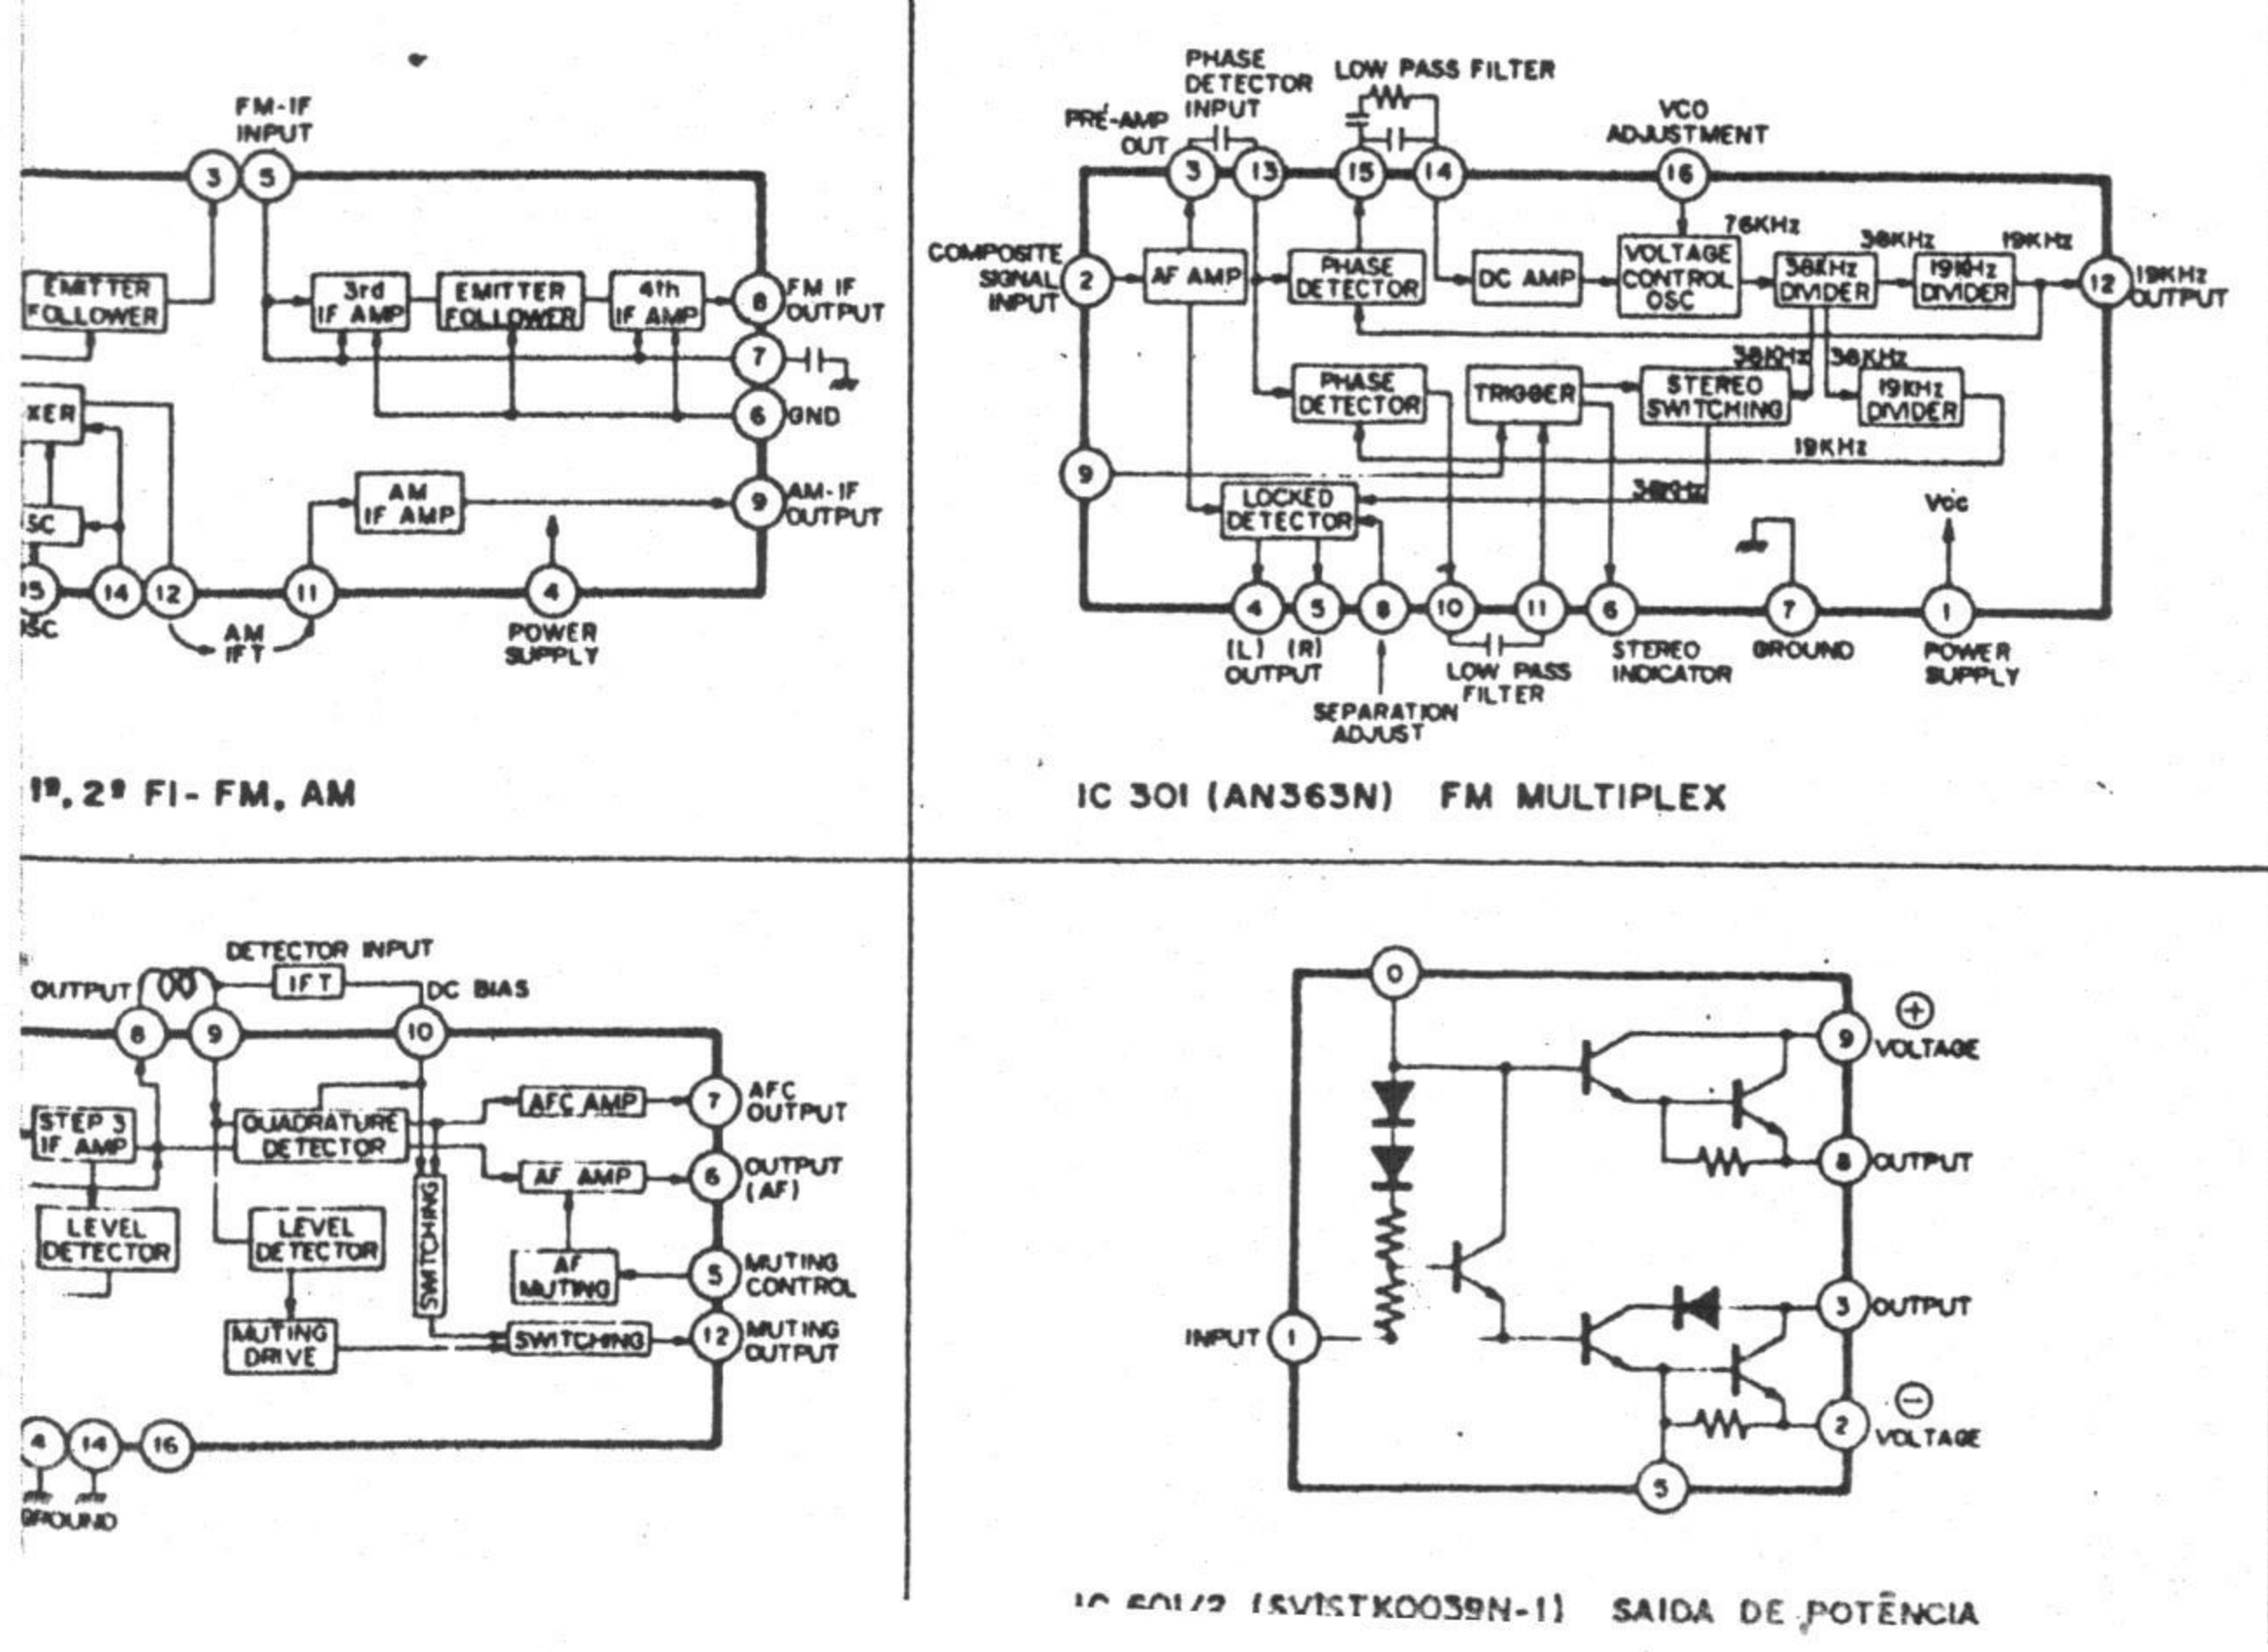 FM-IF
INPUT
3
5
EMITTER
FOLLOWER
3rd
IF AMP
EMITTER
FOLLOWER
4th
IF AMP
8
FM IF
OUTPUT
7
6
GND
XER
AM
IF AMP
9
AM-IF
OUTPUT
SC
15
14
12
11
4
SC
AM
IFT
POWER
SUPPLY
1º, 2º FI - FM, AM
PHASE
DETECTOR
INPUT
LOW PASS FILTER
PRÉ-AMP
OUT
VCO
ADJUSTMENT
3
13
15
14
16
76KHz
38KHz
19KHz
COMPOSITE
SIGNAL
INPUT
2
AF AMP
PHASE
DETECTOR
DC AMP
VOLTAGE
CONTROL
OSC
38KHz
DIVIDER
19KHz
DIVIDER
12
19KHz
OUTPUT
38KHz
38KHz
PHASE
DETECTOR
TRIGGER
STEREO
SWITCHING
19KHz
DIVIDER
19KHz
9
LOCKED
DETECTOR
38KHz
Vcc
4
5
8
10
11
6
7
1
(L) (R)
OUTPUT
LOW PASS
FILTER
STEREO
INDICATOR
GROUND
POWER
SUPPLY
SEPARATION
ADJUST
IC 301 (AN363N) FM MULTIPLEX
DETECTOR INPUT
OUTPUT
IFT
DC BIAS
8
9
10
STEP 3
IF AMP
QUADRATURE
DETECTOR
AFC AMP
7
AFC
OUTPUT
AF AMP
6
OUTPUT
(AF)
SWITCHING
LEVEL
DETECTOR
LEVEL
DETECTOR
AF
MUTING
5
MUTING
CONTROL
MUTING
DRIVE
SWITCHING
12
MUTING
OUTPUT
4
14
16
GROUND
0
9
+
VOLTAGE
8
OUTPUT
3
OUTPUT
INPUT
1
2
−
VOLTAGE
5
IC 601/2 (SVISTK0039N-1) SAIDA DE POTÊNCIA